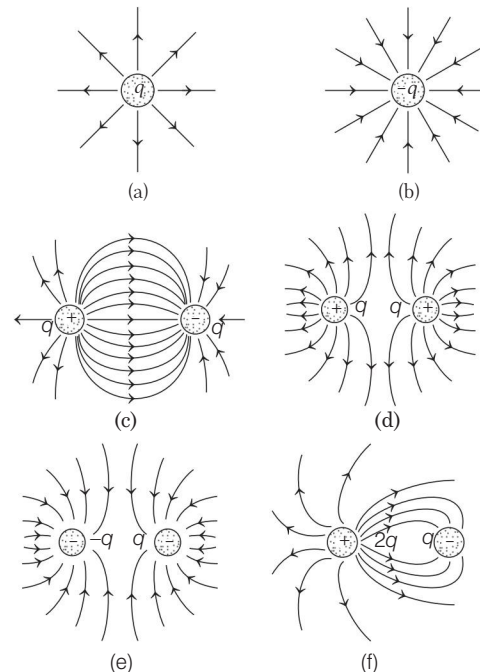 q
-q
(a)
(b)
+ -
q q
+ +
q q
(c)
(d)
- -
-q q
+ -
2q q
(e)
(f)